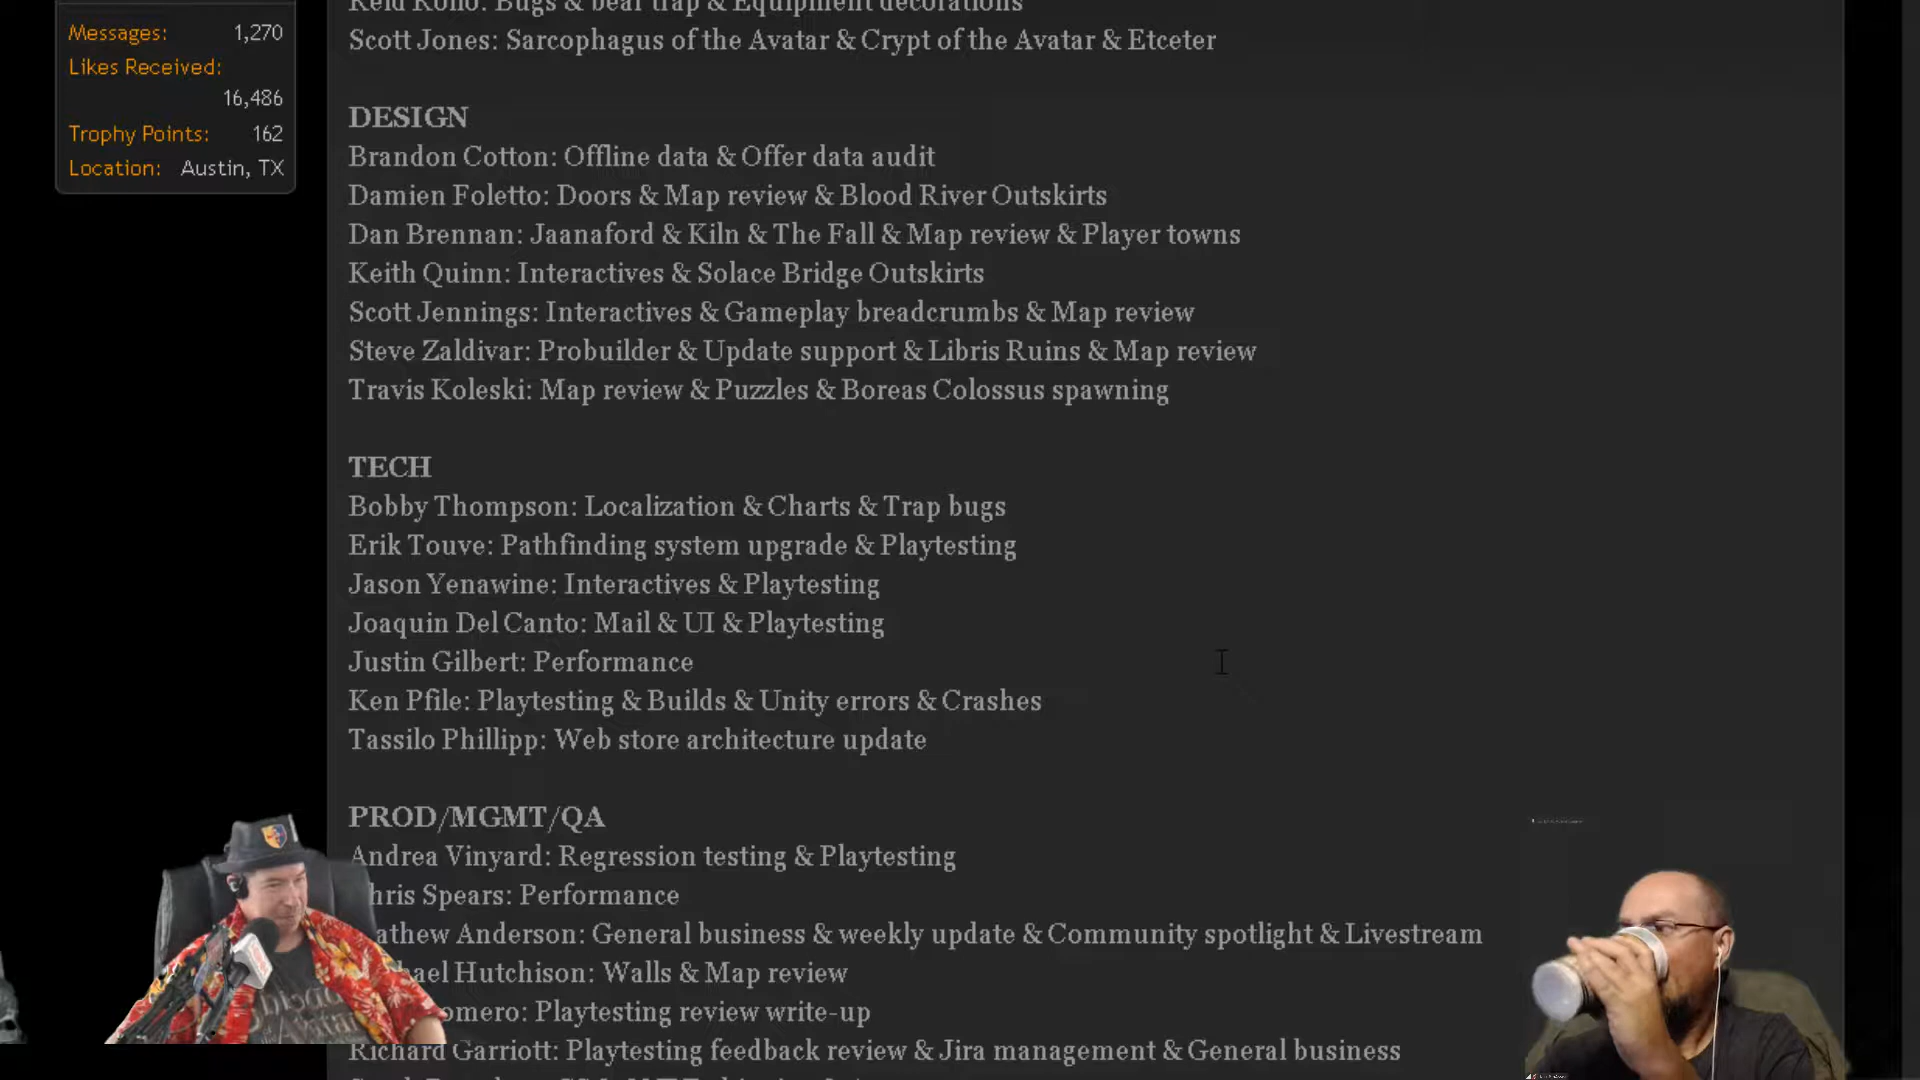 Messages: 1,270
Likes Received:
16,486
Trophy Points: 162
Location: Austin, TX
Bugs & bear trap & Equipment decorations
Scott Jones: Sarcophagus of the Avatar & Crypt of the Avatar & Etceter
DESIGN
Brandon Cotton: Offline data & Offer data audit
Damien Foletto: Doors & Map review & Blood River Outskirts
Dan Brennan: Jaanaford & Kiln & The Fall & Map review & Player towns
Keith Quinn: Interactives & Solace Bridge Outskirts
Scott Jennings: Interactives & Gameplay breadcrumbs & Map review
Steve Zaldivar: Probuilder & Update support & Libris Ruins & Map review
Travis Koleski: Map review & Puzzles & Boreas Colossus spawning
TECH
Bobby Thompson: Localization & Charts & Trap bugs
Erik Touve: Pathfinding system upgrade & Playtesting
Jason Yenawine: Interactives & Playtesting
Joaquin Del Canto: Mail & UI & Playtesting
Justin Gilbert: Performance
Ken Pfile: Playtesting & Builds & Unity errors & Crashes
Tassilo Phillipp: Web store architecture update
PROD/MGMT/QA
Andrea Vinyard: Regression testing & Playtesting
hris Spears: Performance
athew Anderson: General business & weekly update & Community spotlight & Livestream
hael Hutchison: Walls & Map review
omero: Playtesting review write-up
Richard Garriott: Playtesting feedback review & Jira management & General business